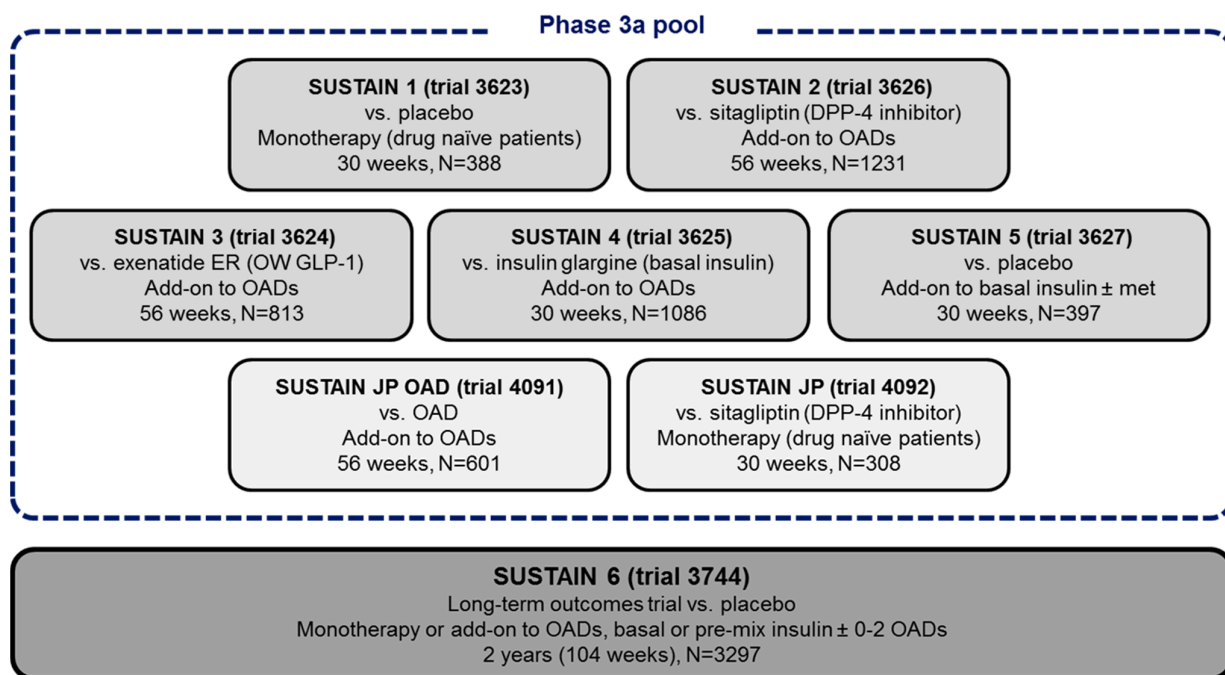 Phase 3a pool
SUSTAIN 1 (trial 3623)
vs. placebo
Monotherapy (drug naïve patients)
30 weeks, N=388
SUSTAIN 2 (trial 3626)
vs. sitagliptin (DPP-4 inhibitor)
Add-on to OADs
56 weeks, N=1231
SUSTAIN 3 (trial 3624)
vs. exenatide ER (OW GLP-1)
Add-on to OADs
56 weeks, N=813
SUSTAIN 4 (trial 3625)
vs. insulin glargine (basal insulin)
Add-on to OADs
30 weeks, N=1086
SUSTAIN 5 (trial 3627)
vs. placebo
Add-on to basal insulin ± met
30 weeks, N=397
SUSTAIN JP OAD (trial 4091)
vs. OAD
Add-on to OADs
56 weeks, N=601
SUSTAIN JP (trial 4092)
vs. sitagliptin (DPP-4 inhibitor)
Monotherapy (drug naïve patients)
30 weeks, N=308
SUSTAIN 6 (trial 3744)
Long-term outcomes trial vs. placebo
Monotherapy or add-on to OADs, basal or pre-mix insulin ± 0-2 OADs
2 years (104 weeks), N=3297